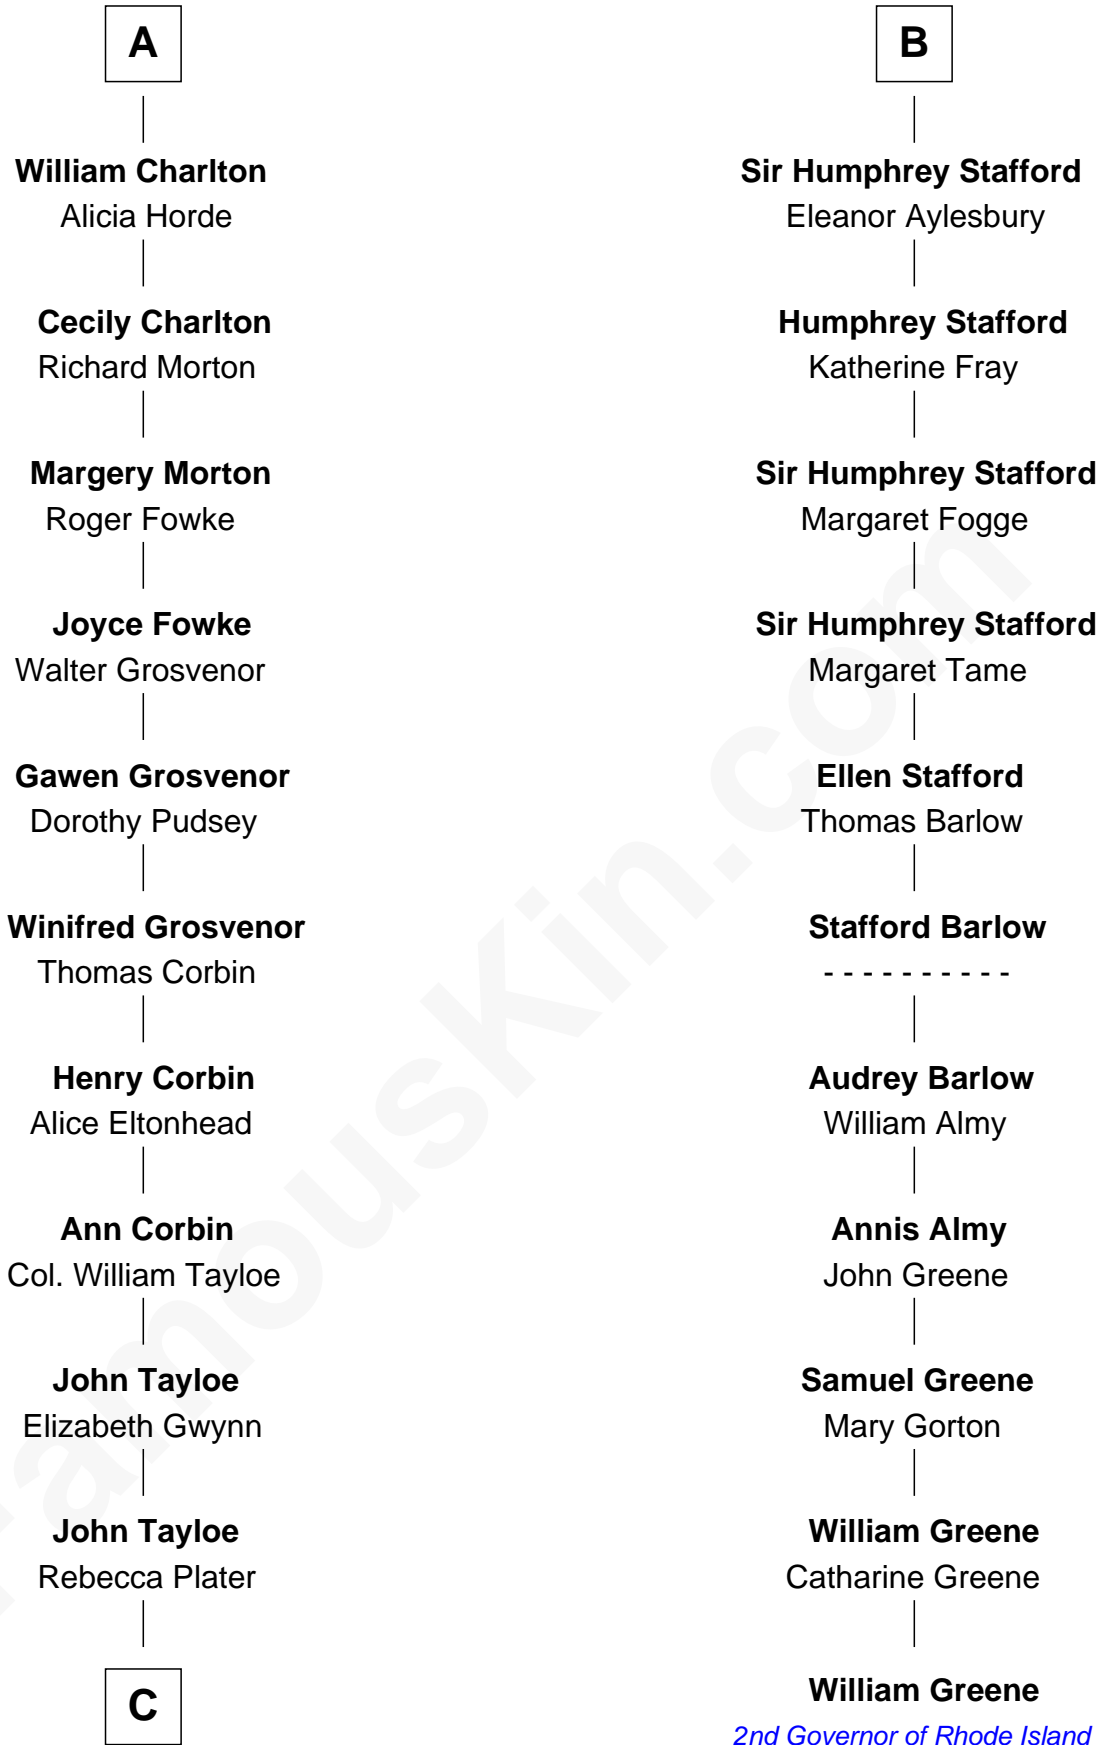 A
William Charlton
Alicia Horde
Cecily Charlton
Richard Morton
Margery Morton
Roger Fowke
Joyce Fowke
Walter Grosvenor
Gawen Grosvenor
Dorothy Pudsey
Winifred Grosvenor
Thomas Corbin
Henry Corbin
Alice Eltonhead
Ann Corbin
Col. William Tayloe
John Tayloe
Elizabeth Gwynn
John Tayloe
Rebecca Plater
C
B
Sir Humphrey Stafford
Eleanor Aylesbury
Humphrey Stafford
Katherine Fray
Sir Humphrey Stafford
Margaret Fogge
Sir Humphrey Stafford
Margaret Tame
Ellen Stafford
Thomas Barlow
Stafford Barlow
- - - - - - - - - -
Audrey Barlow
William Almy
Annis Almy
John Greene
Samuel Greene
Mary Gorton
William Greene
Catharine Greene
William Greene
2nd Governor of Rhode Island
FamousKin.com